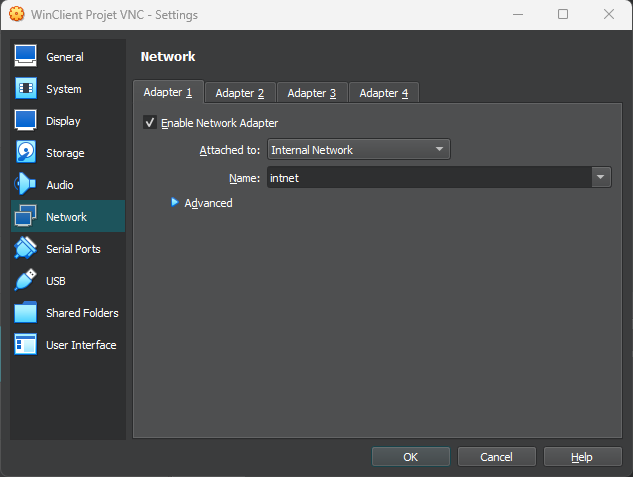 WinClient Projet VNC - Settings
General
System
Display
Storage
Audio
Network
Serial Ports
USB
Shared Folders
User Interface
Network
Adapter 1 Adapter 2 Adapter 3 Adapter 4
Enable Network Adapter
Attached to: Internal Network
Name: intnet
Advanced
OK Cancel Help